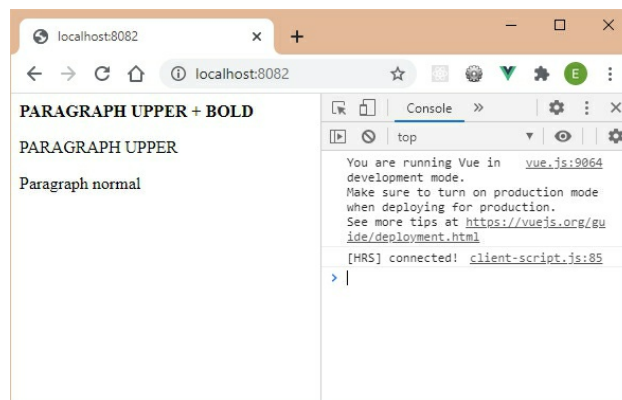 localhost:8082
localhost:8082
E
PARAGRAPH UPPER + BOLD
PARAGRAPH UPPER
Paragraph normal
Console
top
You are running Vue in vue.js:9064
development mode.
Make sure to turn on production mode
when deploying for production.
See more tips at https://vuejs.org/gu
ide/deployment.html
[HRS] connected! client-script.js:85